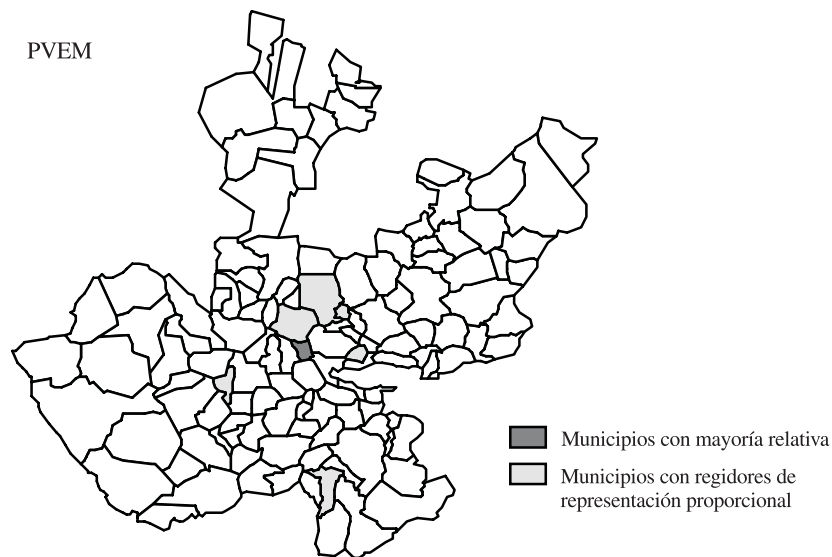 PVEM
Municipios con mayoría relativa
Municipios con regidores de
representación proporcional